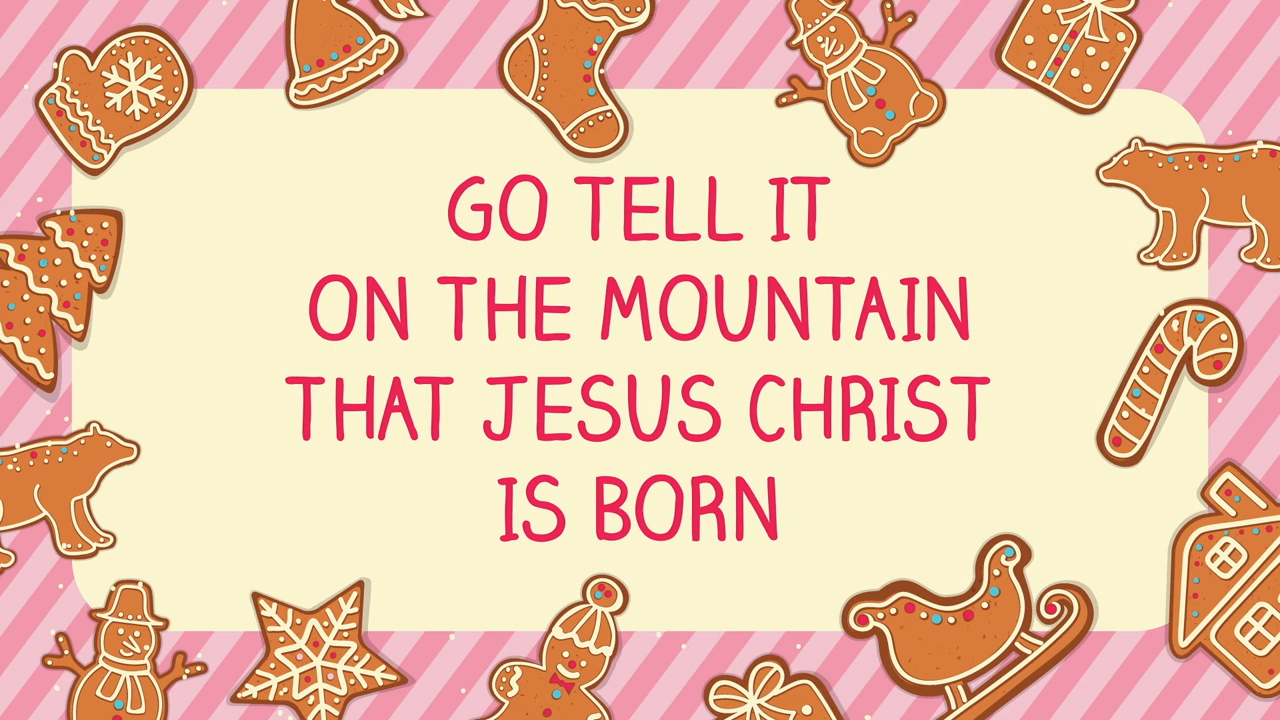 GO TELL IT
ON THE MOUNTAIN
THAT JESUS CHRIST
IS BORN